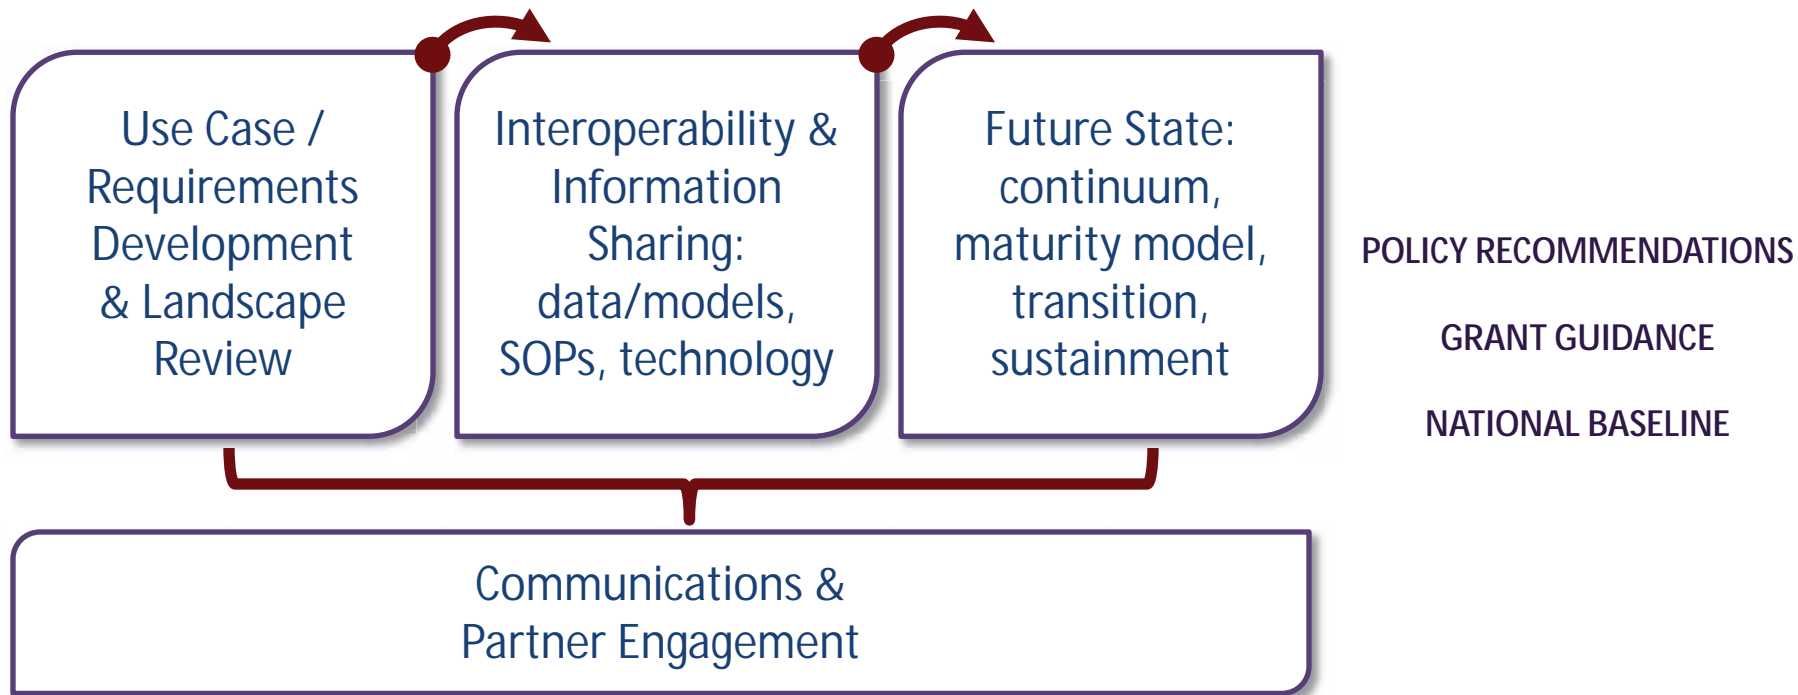 Use Case /
Requirements
Development
& Landscape
Review
Interoperability &
Information
Sharing:
data/models,
SOPs, technology
Future State:
continuum,
maturity model,
transition,
sustainment
POLICY RECOMMENDATIONS
GRANT GUIDANCE
NATIONAL BASELINE
Communications &
Partner Engagement